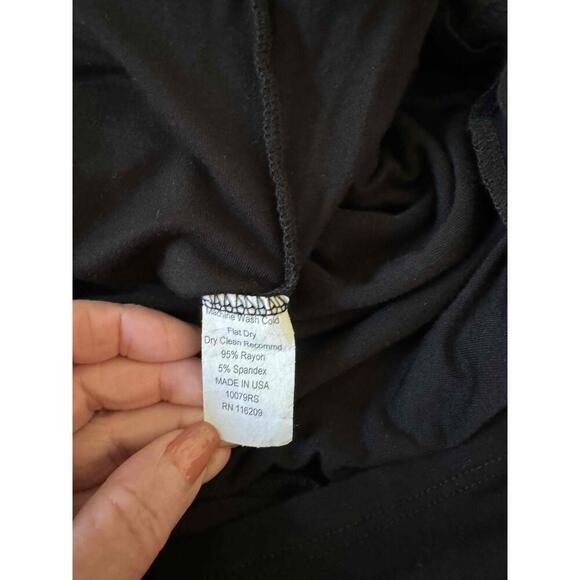 Machine Wash Cold
Flat Dry
Dry Clean Recommd
95% Rayon
5% Spandex
MADE IN USA
10079RS
RN 116209